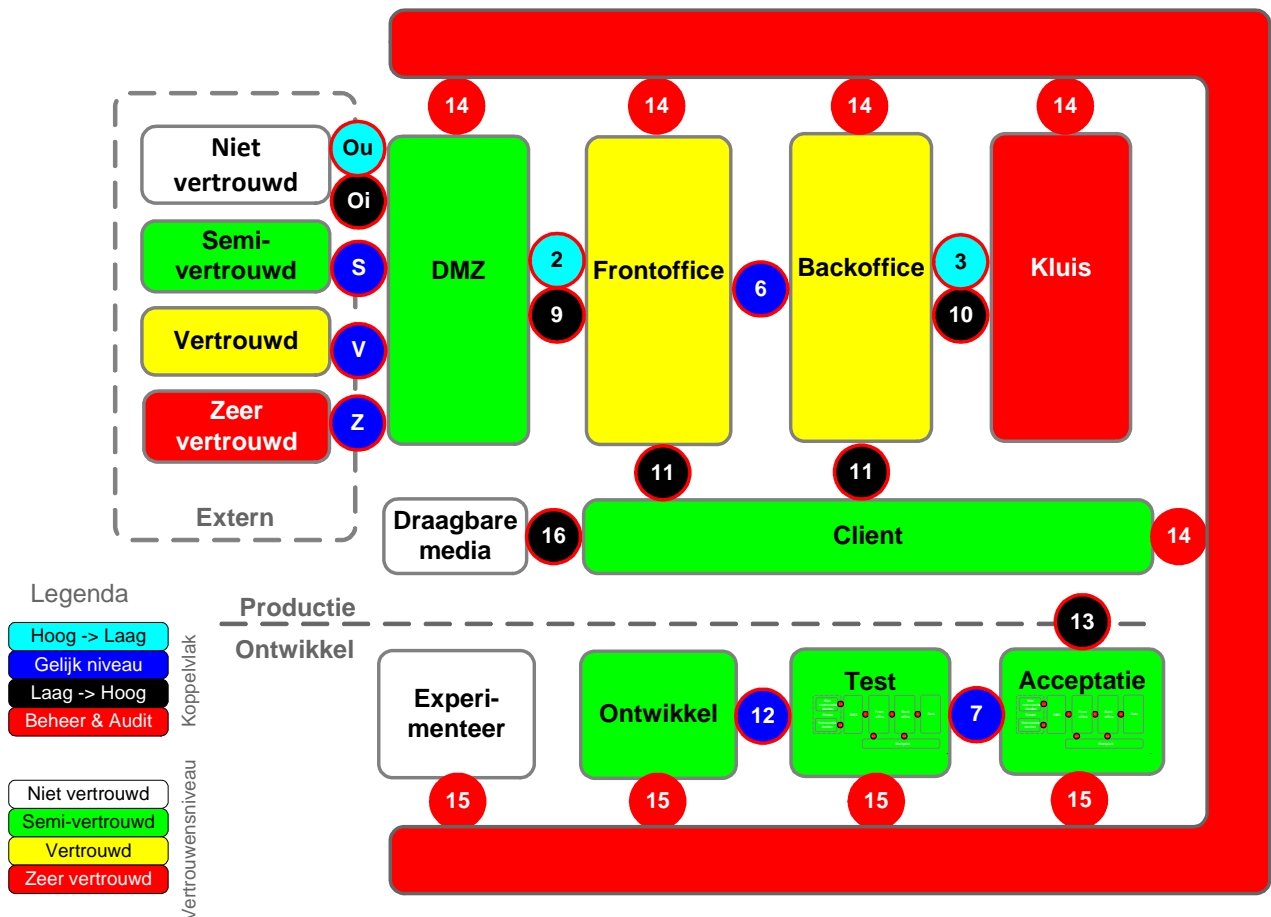 14
14
14
14
Niet
vertrouwd
Ou
Oi
Semi-
vertrouwd
S
Vertrouwd
V
Zeer
vertrouwd
Z
Extern
DMZ
2
9
Frontoffice
6
Backoffice
3
10
Kluis
11
11
Draagbare
media
16
Client
14
Productie
Ontwikkel
13
Experi-
menteer
Ontwikkel
12
Test
7
Acceptatie
15
15
15
15
Legenda
Hoog -> Laag
Gelijk niveau
Laag -> Hoog
Beheer & Audit
Koppelvlak
Niet vertrouwd
Semi-vertrouwd
Vertrouwd
Zeer vertrouwd
Vertrouwensniveau